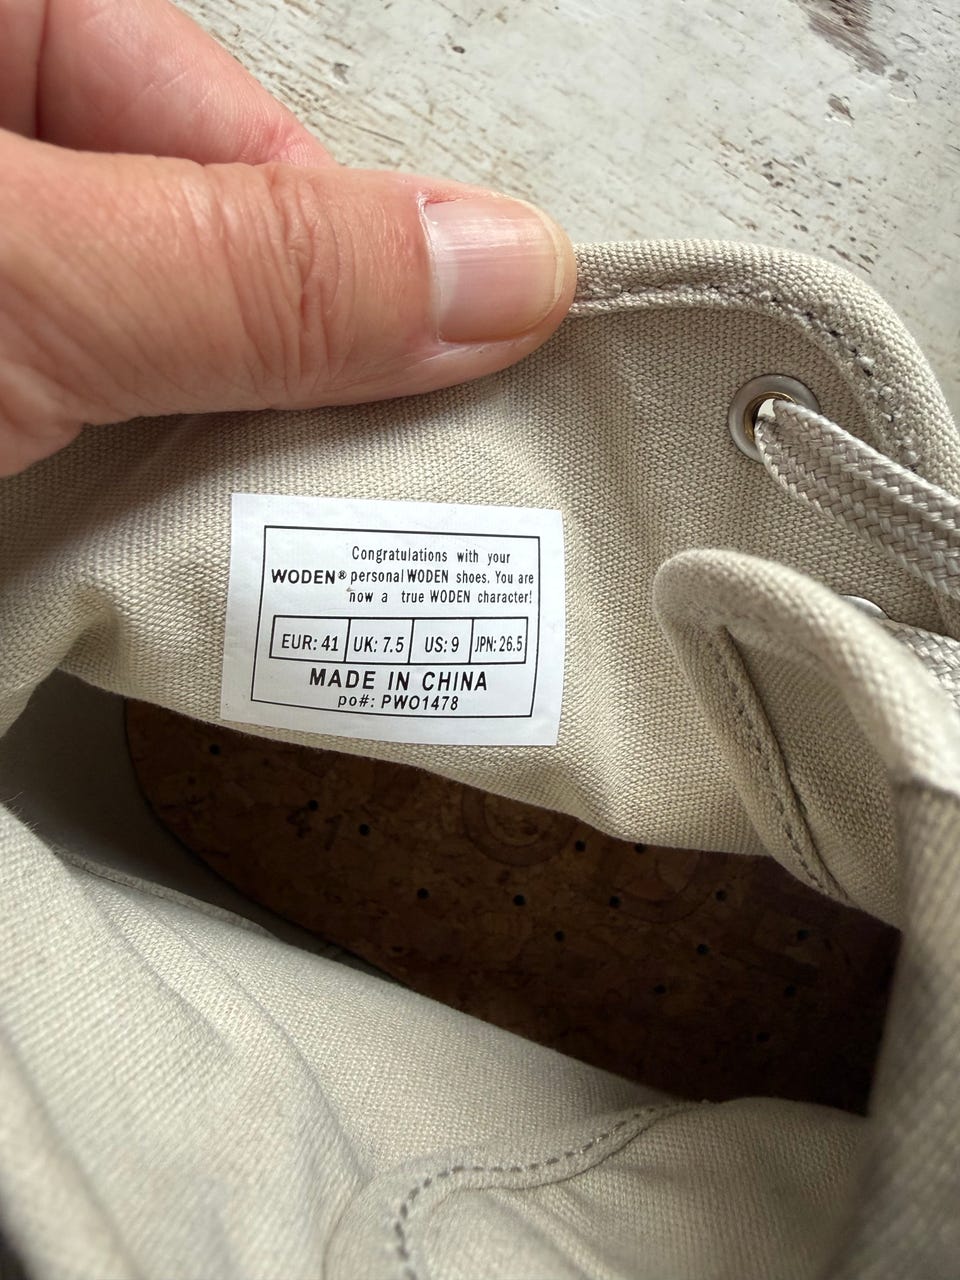 Congratulations with your
WODEN® personal WODEN shoes. You are
now a true WODEN character!
EUR: 41 UK: 7.5 US: 9 JPN: 26.5
MADE IN CHINA
po#: PWO1478
41